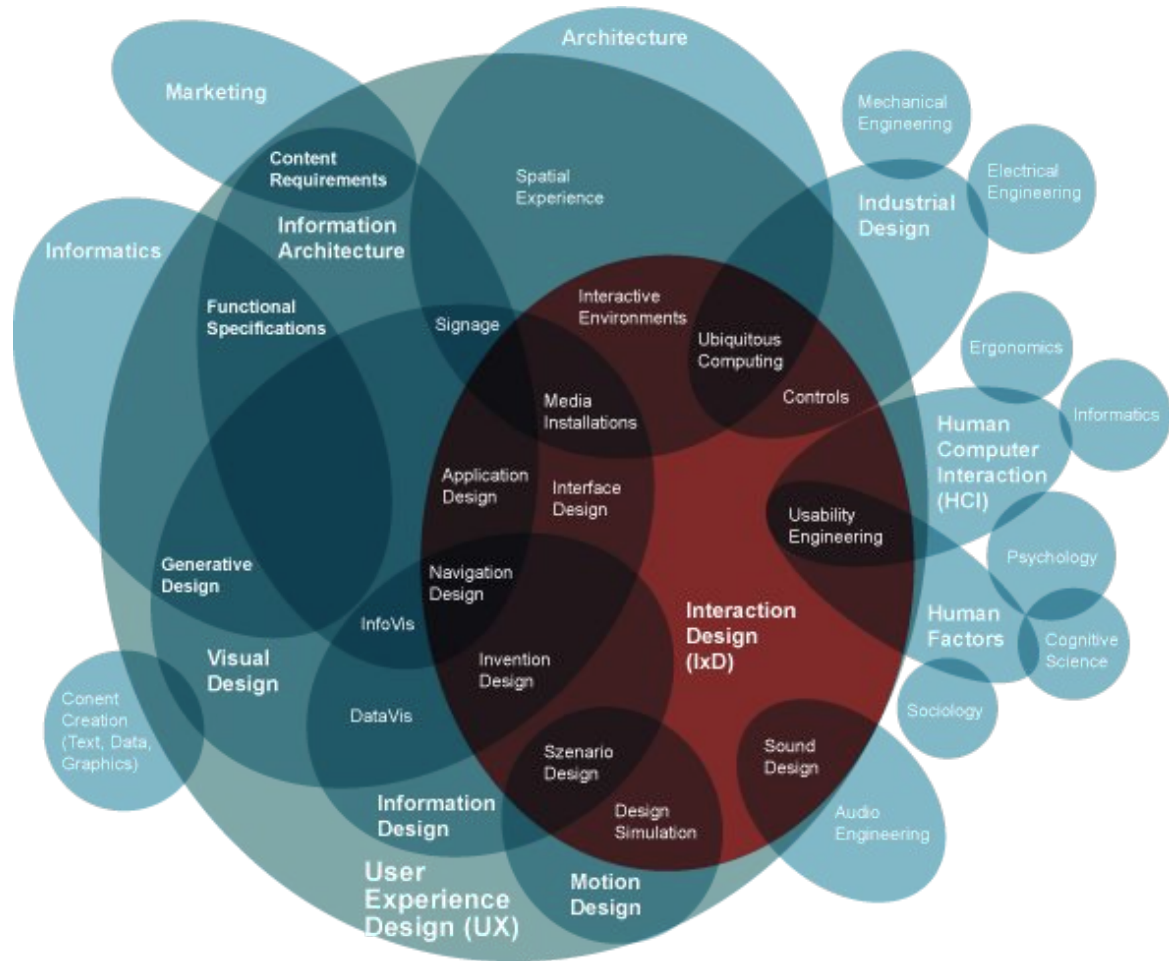 Architecture
Marketing
Mechanical
Engineering
Content
Requirements
Spatial
Experience
Electrical
Engineering
Industrial
Design
Information
Architecture
Informatics
Functional
Specifications
Interactive
Environments
Signage
Ubiquitous
Computing
Ergonomics
Controls
Media
Installations
Informatics
Human
Computer
Interaction
(HCI)
Application
Design
Interface
Design
Usability
Engineering
Psychology
Generative
Design
Navigation
Design
InfoVis
Interaction
Design
(IxD)
Human
Factors
Cognitive
Science
Visual
Design
Invention
Design
Conent
Creation
(Text, Data,
Graphics)
DataVis
Sociology
Szenario
Design
Sound
Design
Information
Design
Design
Simulation
Audio
Engineering
User
Experience
Design (UX)
Motion
Design